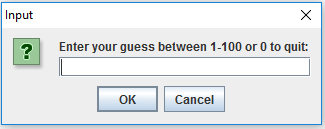 Input
Enter your guess between 1-100 or 0 to quit:
OK
Cancel